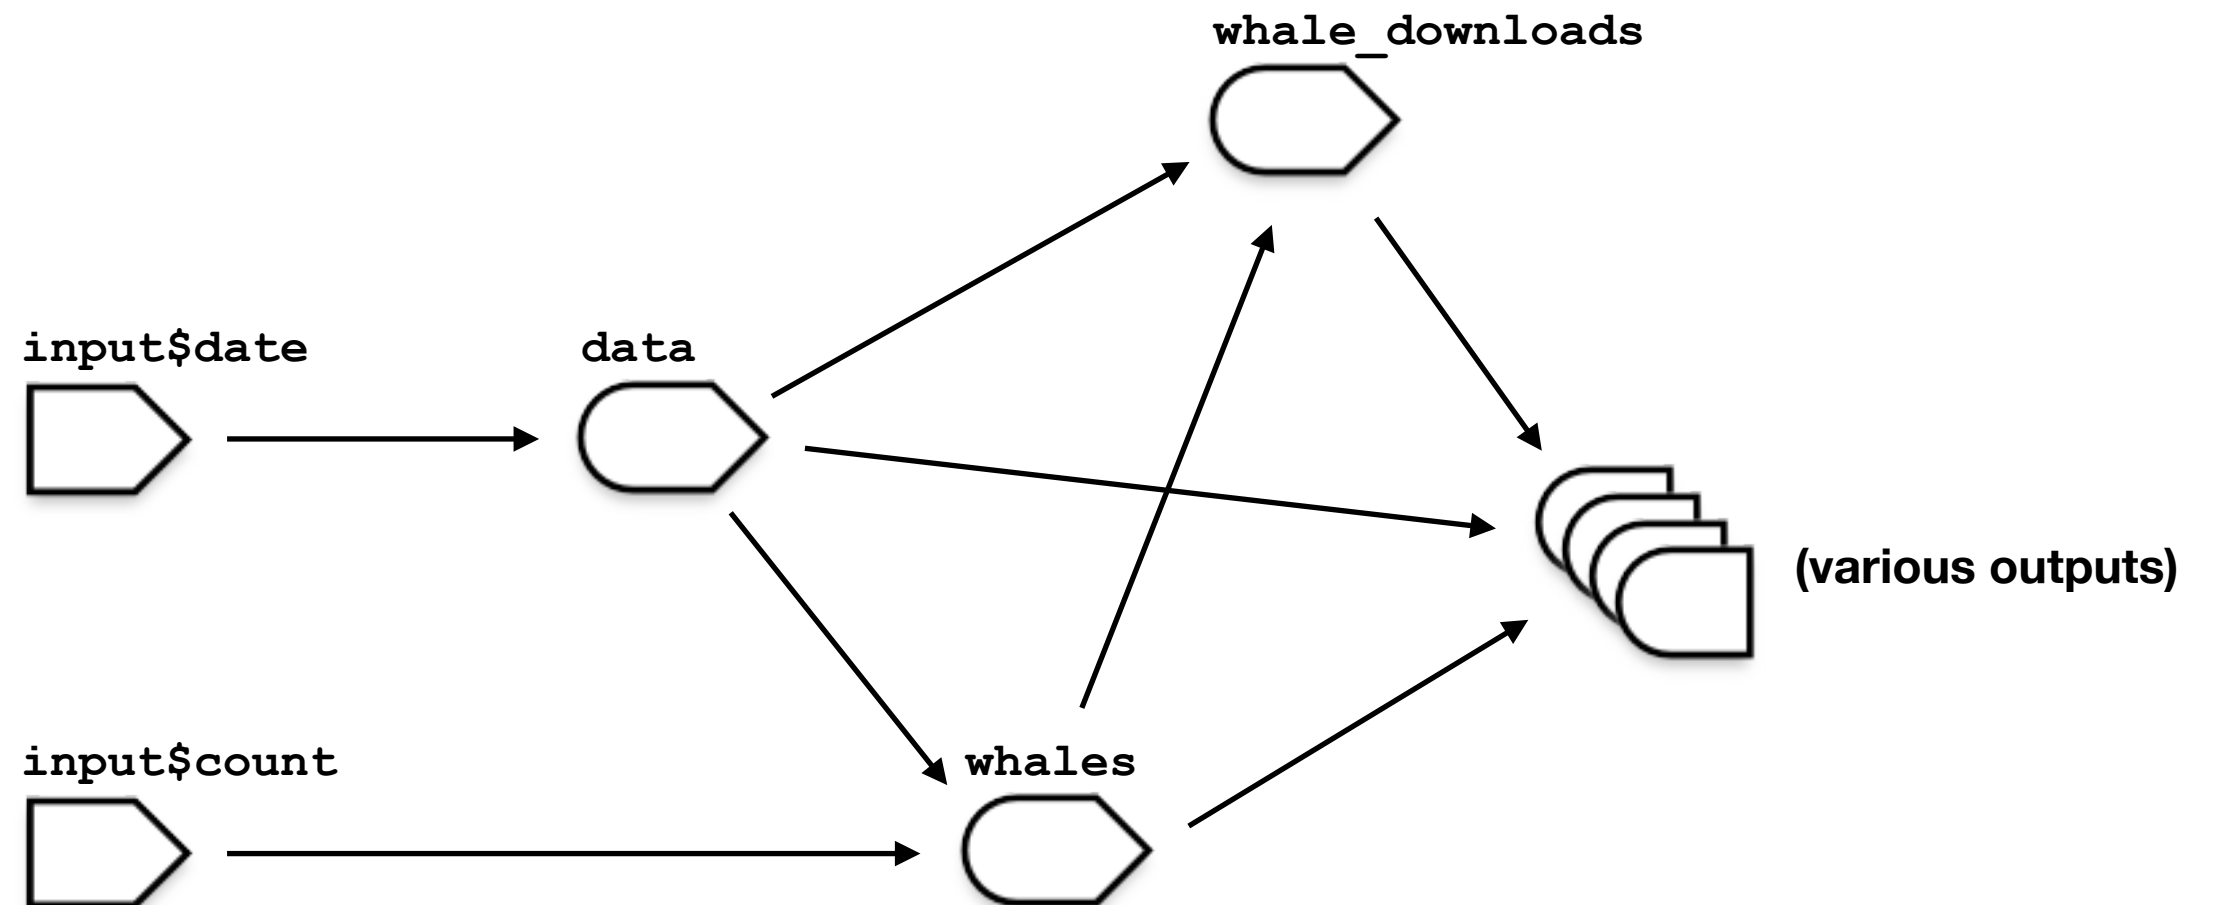 whale_downloads
input$date
data
(various outputs)
input$count
whales